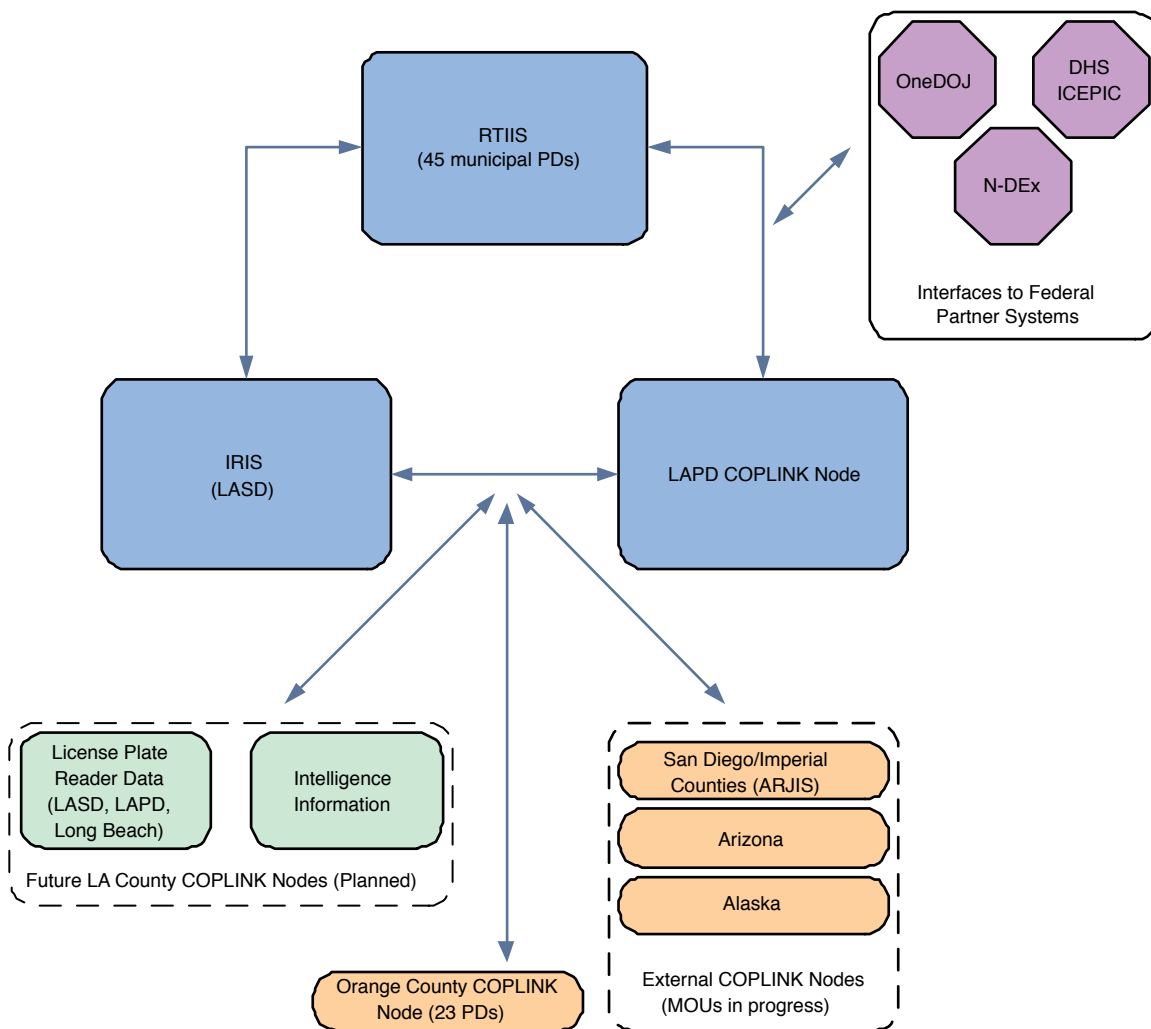 OneDOJ
DHS
ICEPIC
N-DEx
Interfaces to Federal
Partner Systems
RTIIS
(45 municipal PDs)
IRIS
(LASD)
LAPD COPLINK Node
License Plate
Reader Data
(LASD, LAPD,
Long Beach)
Intelligence
Information
Future LA County COPLINK Nodes (Planned)
San Diego/Imperial
Counties (ARJIS)
Arizona
Alaska
External COPLINK Nodes
(MOUs in progress)
Orange County COPLINK
Node (23 PDs)